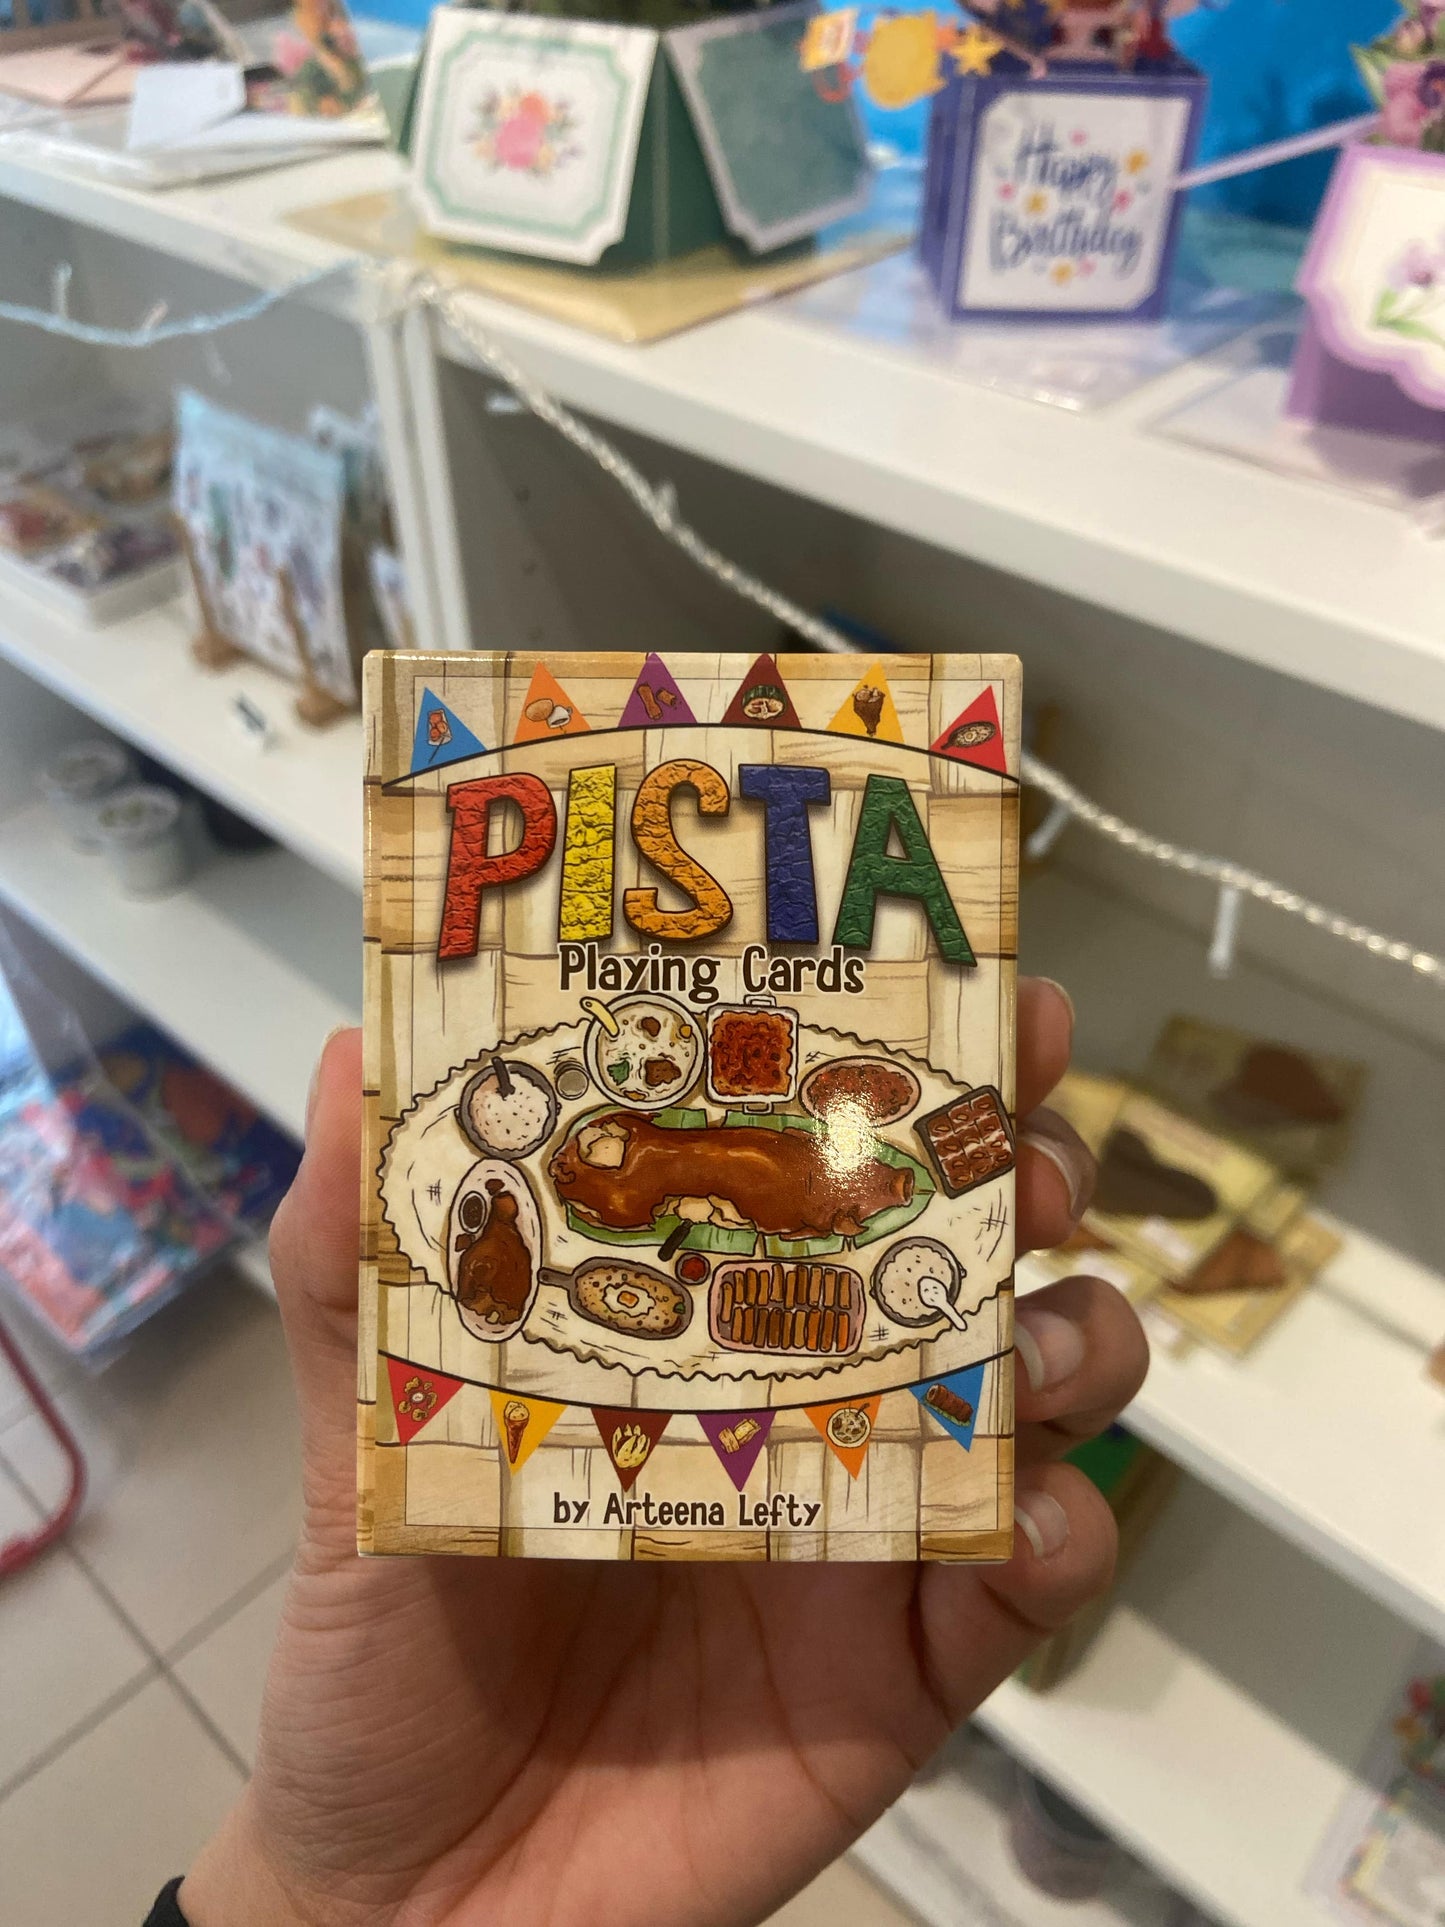 Happy
Birthday
PISTA
Playing Cards
by Arteena Lefty